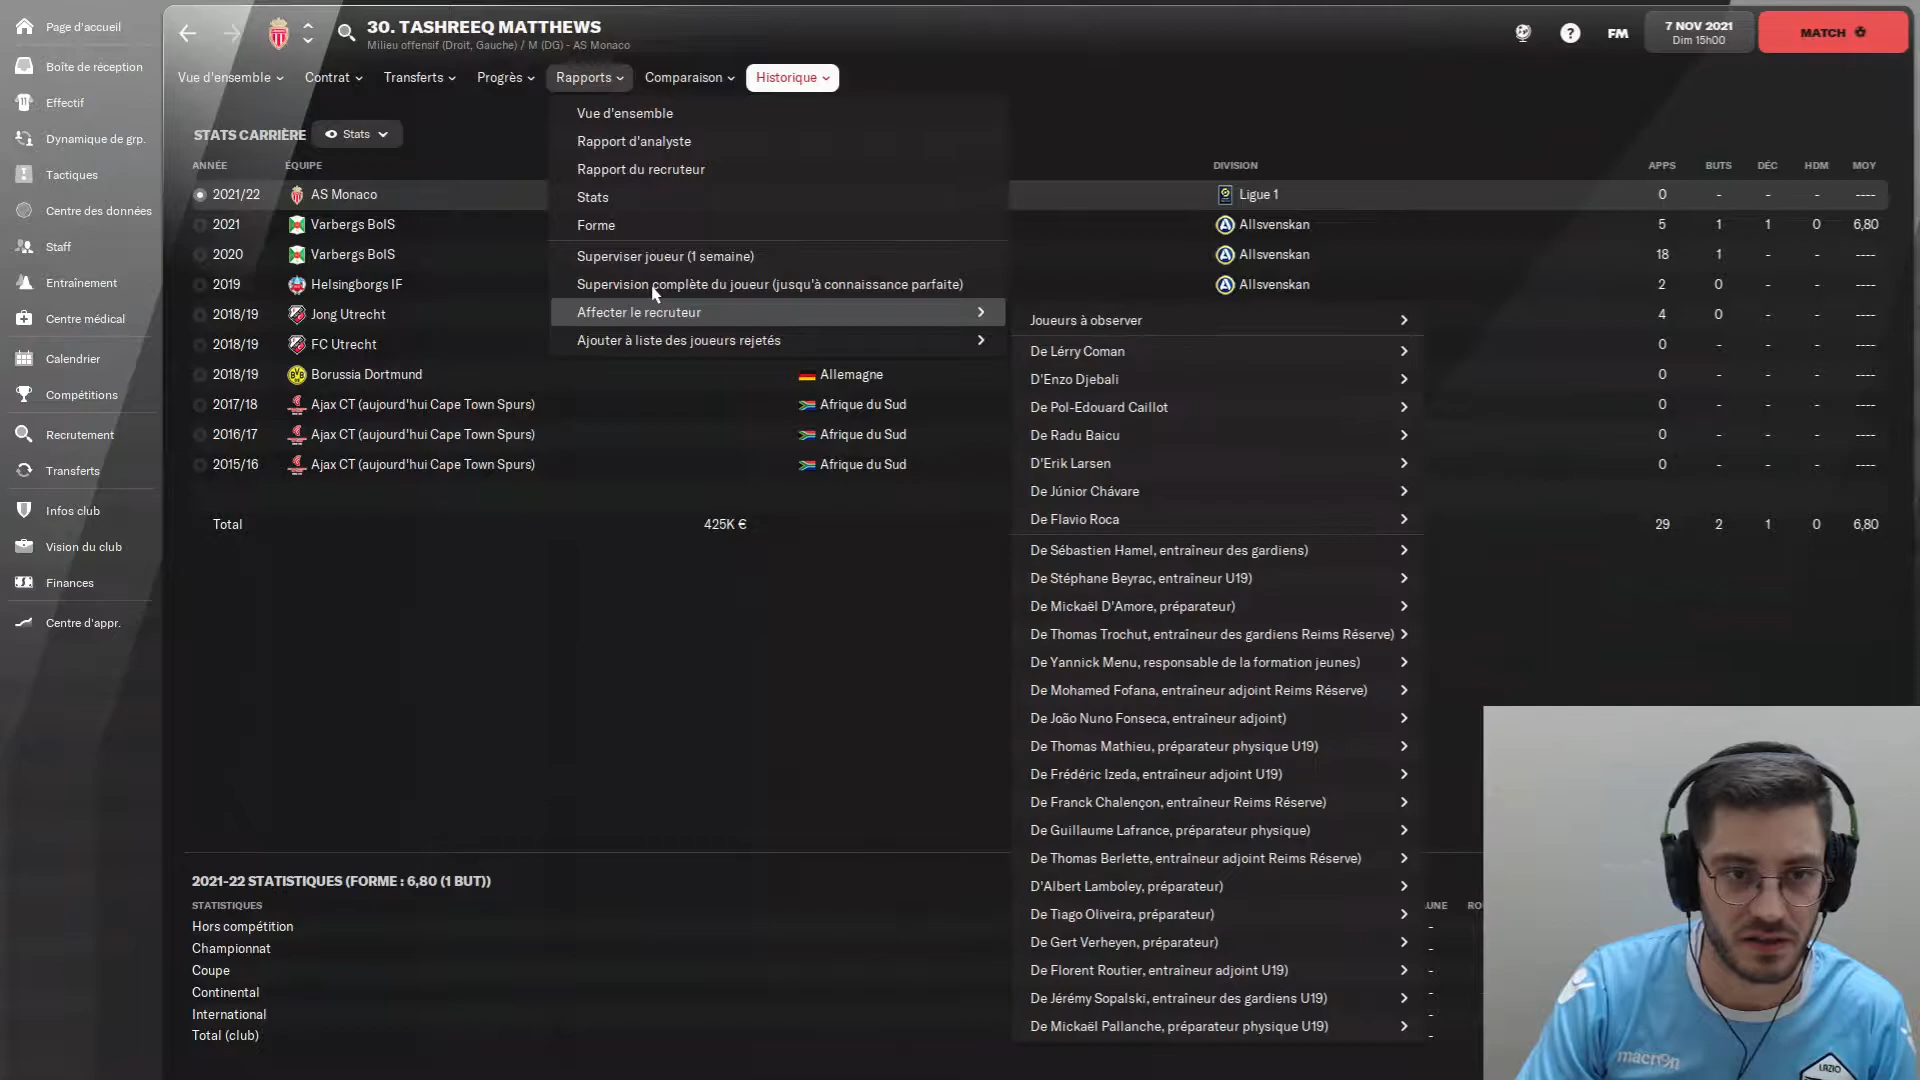 Page d'accueil
Boîte de réception
Effectif
Dynamique de grp.
Tactiques
Centre des données
Staff
Entraînement
Centre médical
Calendrier
Compétitions
Recrutement
Transferts
Infos club
Vision du club
Finances
Centre d'appr.
30. TASHREEQ MATTHEWS
Milieu offensif (Droit, Gauche) / M (DG) - AS Monaco
FM
7 NOV 2021
Dim 15h00
MATCH
Vue d'ensemble Contrat Transferts Progrès Rapports Comparaison Historique
STATS CARRIÈRE Stats
ANNÉE ÉQUIPE DIVISION APPS BUTS DÉC HDM MOY
2021/22 AS Monaco Ligue 1 0 - - - ----
2021 Varbergs BoIS Allsvenskan 5 1 1 0 6,80
2020 Varbergs BoIS Allsvenskan 18 1 - - ----
2019 Helsingborgs IF Allsvenskan 2 0 - - ----
2018/19 Jong Utrecht 4 0 - - ----
2018/19 FC Utrecht 0 - - - ----
2018/19 Borussia Dortmund Allemagne 0 - - - ----
2017/18 Ajax CT (aujourd'hui Cape Town Spurs) Afrique du Sud 0 - - - ----
2016/17 Ajax CT (aujourd'hui Cape Town Spurs) Afrique du Sud 0 - - - ----
2015/16 Ajax CT (aujourd'hui Cape Town Spurs) Afrique du Sud 0 - - - ----
Total 425K € 29 2 1 0 6,80
Vue d'ensemble
Rapport d'analyste
Rapport du recruteur
Stats
Forme
Superviser joueur (1 semaine)
Supervision complète du joueur (jusqu'à connaissance parfaite)
Affecter le recruteur
Ajouter à liste des joueurs rejetés
Joueurs à observer
De Lérry Coman
D'Enzo Djebali
De Pol-Edouard Caillot
De Radu Baicu
D'Erik Larsen
De Júnior Chávare
De Flavio Roca
De Sébastien Hamel, entraîneur des gardiens)
De Stéphane Beyrac, entraîneur U19)
De Mickaël D'Amore, préparateur)
De Thomas Trochut, entraîneur des gardiens Reims Réserve)
De Yannick Menu, responsable de la formation jeunes)
De Mohamed Fofana, entraîneur adjoint Reims Réserve)
De João Nuno Fonseca, entraîneur adjoint)
De Thomas Mathieu, préparateur physique U19)
De Frédéric Izeda, entraîneur adjoint U19)
De Franck Chalençon, entraîneur Reims Réserve)
De Guillaume Lafrance, préparateur physique)
De Thomas Berlette, entraîneur adjoint Reims Réserve)
D'Albert Lamboley, préparateur)
De Tiago Oliveira, préparateur)
De Gert Verheyen, préparateur)
De Florent Routier, entraîneur adjoint U19)
De Jérémy Sopalski, entraîneur des gardiens U19)
De Mickaël Pallanche, préparateur physique U19)
2021-22 STATISTIQUES (FORME : 6,80 (1 BUT))
STATISTIQUES AUNE RO
Hors compétition
Championnat -
Coupe -
Continental -
International -
Total (club) -
macron
LAZIO